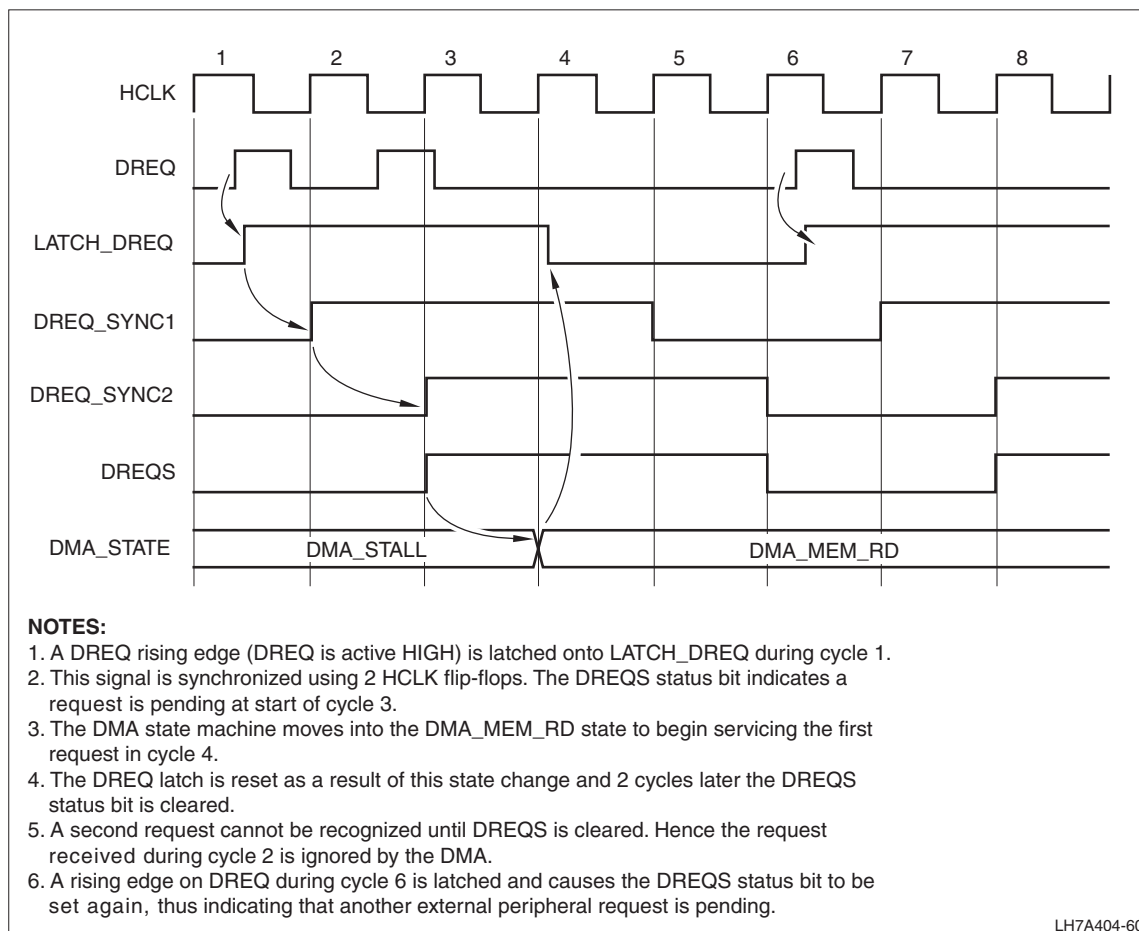 1 2 3 4 5 6 7 8
HCLK
DREQ
LATCH_DREQ
DREQ_SYNC1
DREQ_SYNC2
DREQS
DMA_STATE DMA_STALL DMA_MEM_RD
NOTES:
1. A DREQ rising edge (DREQ is active HIGH) is latched onto LATCH_DREQ during cycle 1.
2. This signal is synchronized using 2 HCLK flip-flops. The DREQS status bit indicates a
request is pending at start of cycle 3.
3. The DMA state machine moves into the DMA_MEM_RD state to begin servicing the first
request in cycle 4.
4. The DREQ latch is reset as a result of this state change and 2 cycles later the DREQS
status bit is cleared.
5. A second request cannot be recognized until DREQS is cleared. Hence the request
received during cycle 2 is ignored by the DMA.
6. A rising edge on DREQ during cycle 6 is latched and causes the DREQS status bit to be
set again, thus indicating that another external peripheral request is pending.
LH7A404-60